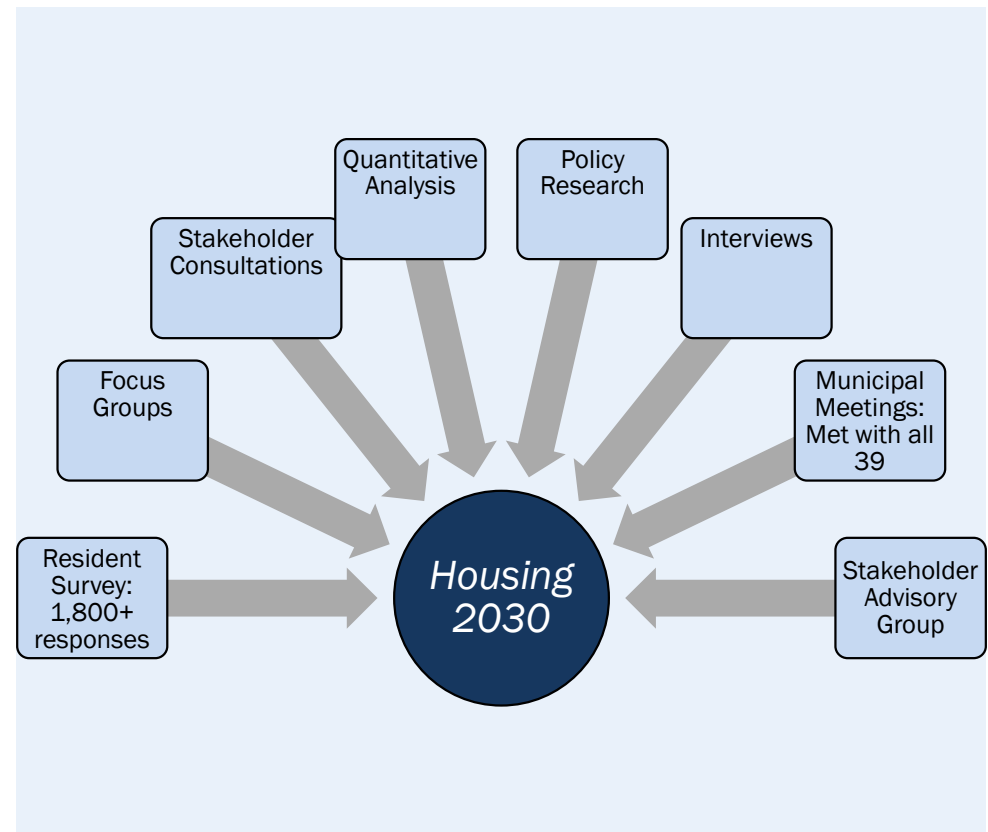 Quantitative
Analysis
Policy
Research
Stakeholder
Consultations
Interviews
Focus
Groups
Municipal
Meetings:
Met with all
39
Resident
Survey:
1,800+
responses
Housing
2030
Stakeholder
Advisory
Group